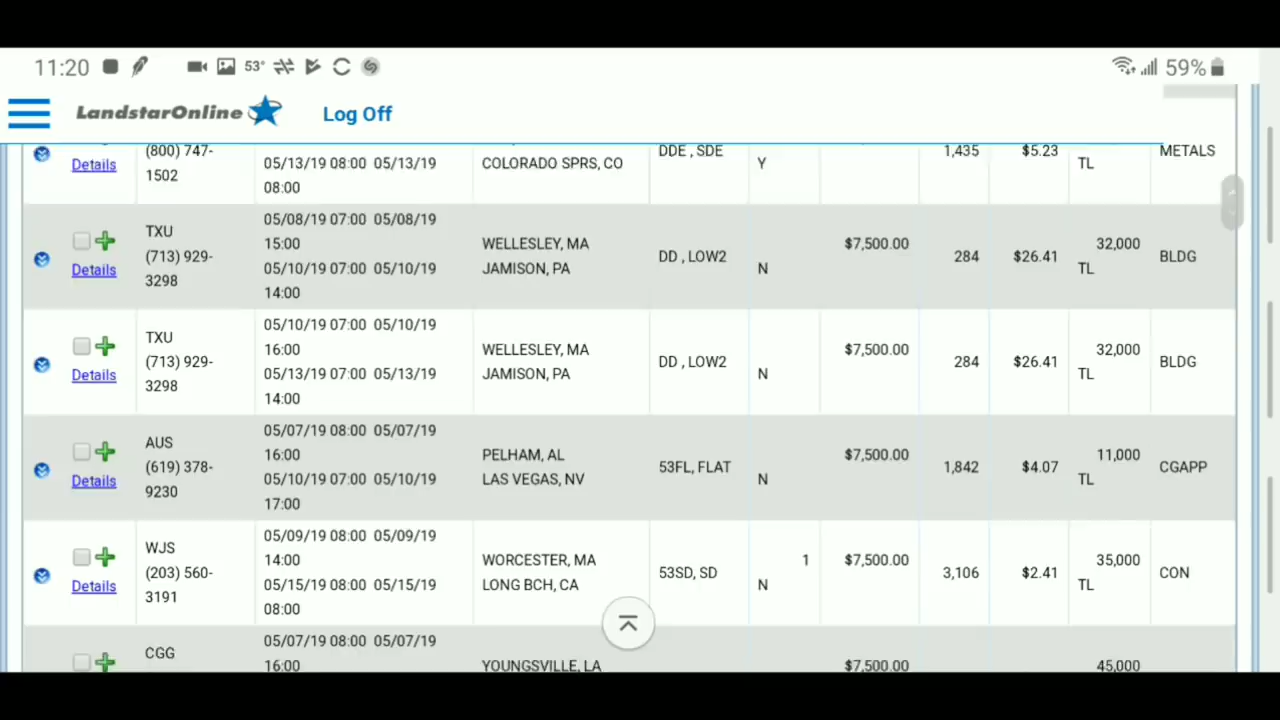 11:20 53° 59%
LandstarOnline Log Off
(800) 747- DDE , SDE 1,435 $5.23 METALS
Details 05/13/19 08:00 05/13/19 COLORADO SPRS, CO Y TL
1502 08:00
05/08/19 07:00 05/08/19
TXU 15:00 WELLESLEY, MA $7,500.00 32,000
(713) 929- DD , LOW2 284 $26.41 BLDG
Details 05/10/19 07:00 05/10/19 JAMISON, PA N TL
3298 14:00
05/10/19 07:00 05/10/19
TXU 16:00 WELLESLEY, MA $7,500.00 32,000
(713) 929- DD , LOW2 284 $26.41 BLDG
Details 05/13/19 07:00 05/13/19 JAMISON, PA N TL
3298 14:00
05/07/19 08:00 05/07/19
AUS 16:00 PELHAM, AL $7,500.00 11,000
(619) 378- 53FL, FLAT 1,842 $4.07 CGAPP
Details 05/10/19 07:00 05/10/19 LAS VEGAS, NV N TL
9230 17:00
05/09/19 08:00 05/09/19
WJS 14:00 WORCESTER, MA 1 $7,500.00 35,000
(203) 560- 53SD, SD 3,106 $2.41 CON
Details 05/15/19 08:00 05/15/19 LONG BCH, CA N TL
3191 08:00
05/07/19 08:00 05/07/19
CGG 16:00 YOUNGSVILLE, LA $7,500.00 45,000